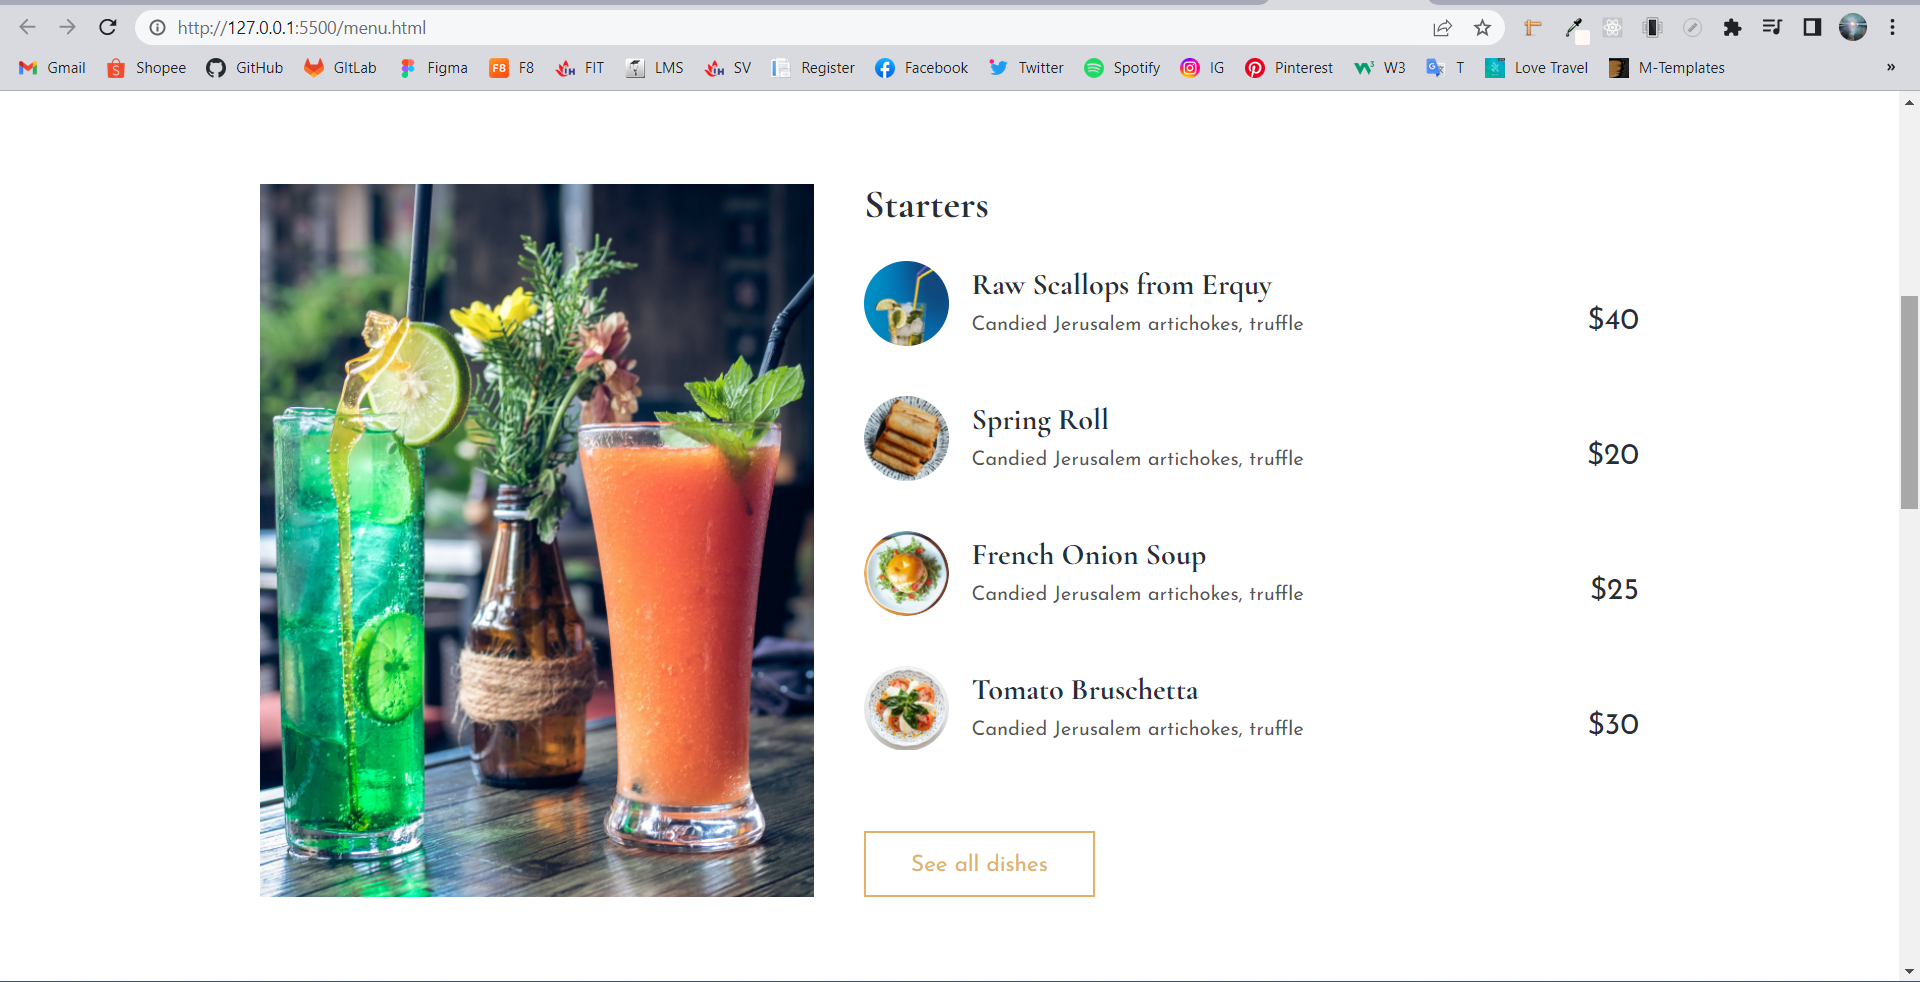 http://127.0.0.1:5500/menu.html
Gmail Shopee GitHub GItLab Figma F8 F8 FIT LMS SV Register Facebook Twitter Spotify IG Pinterest W3 T Love Travel M-Templates »
Starters
Raw Scallops from Erquy
Candied Jerusalem artichokes, truffle
$40
Spring Roll
Candied Jerusalem artichokes, truffle
$20
French Onion Soup
Candied Jerusalem artichokes, truffle
$25
Tomato Bruschetta
Candied Jerusalem artichokes, truffle
$30
See all dishes